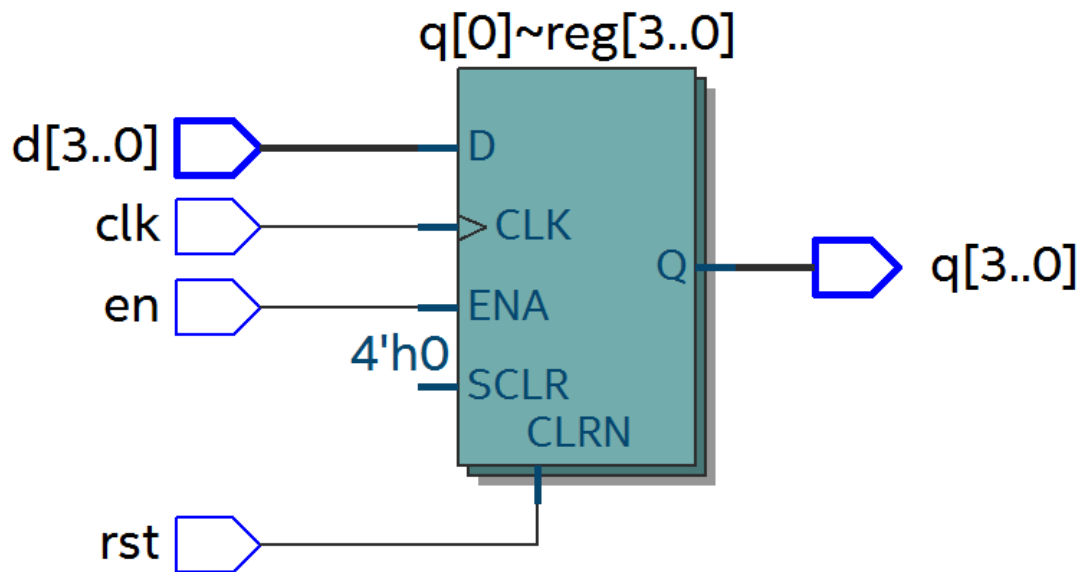 q[0]~reg[3..0]
d[3..0]
D
clk
CLK
Q
q[3..0]
en
ENA
4'h0
SCLR
CLRN
rst